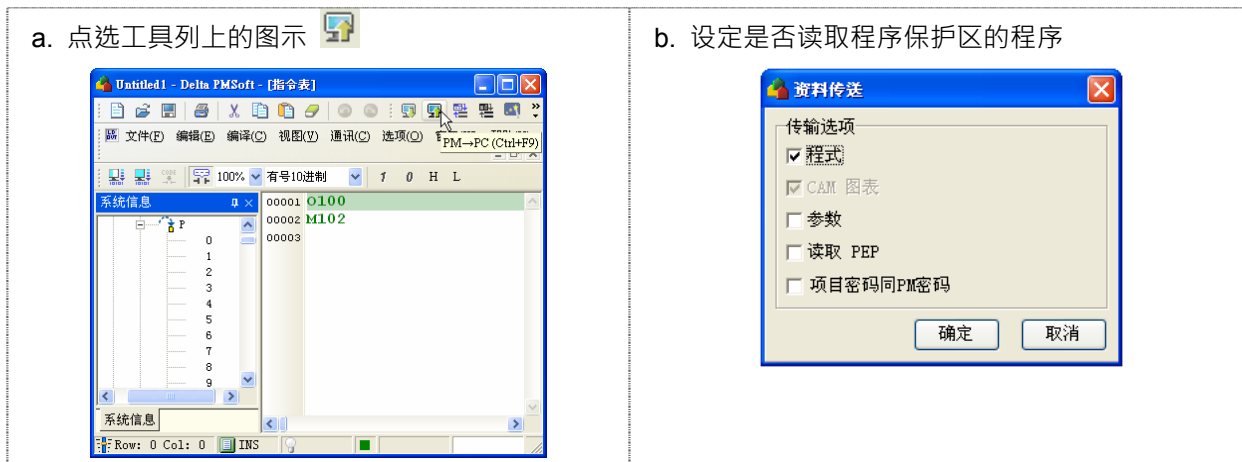 a. 点选工具列上的图示
Untitled1 - Delta PMSoft - [指令表]
文件(F) 编辑(E) 编译(C) 视图(V) 通讯(C) 选项(O)
PM→PC (Ctrl+F9)
CODE 100% 有号10进制 1 0 H L
系统信息
P
0
1
2
3
4
5
6
7
8
9
00001 O100
00002 M102
00003
系统信息
Row: 0 Col: 0 INS
b. 设定是否读取程序保护区的程序
资料传送
传输选项
程式
CAM 图表
参数
读取 PEP
项目密码同PM密码
确定 取消